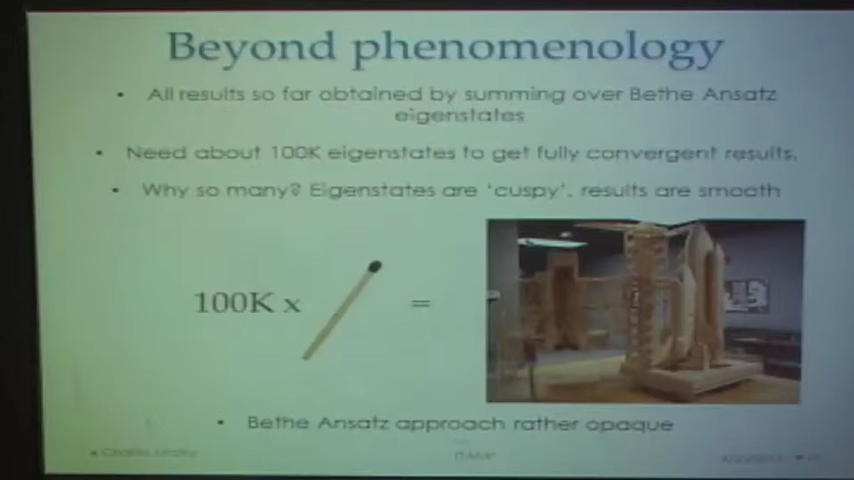 Beyond phenomenology
• All results so far obtained by summing over Bethe Ansatz
eigenstates
• Need about 100K eigenstates to get fully convergent results.
• Why so many? Eigenstates are 'cuspy', results are smooth
100K x =
• Bethe Ansatz approach rather opaque